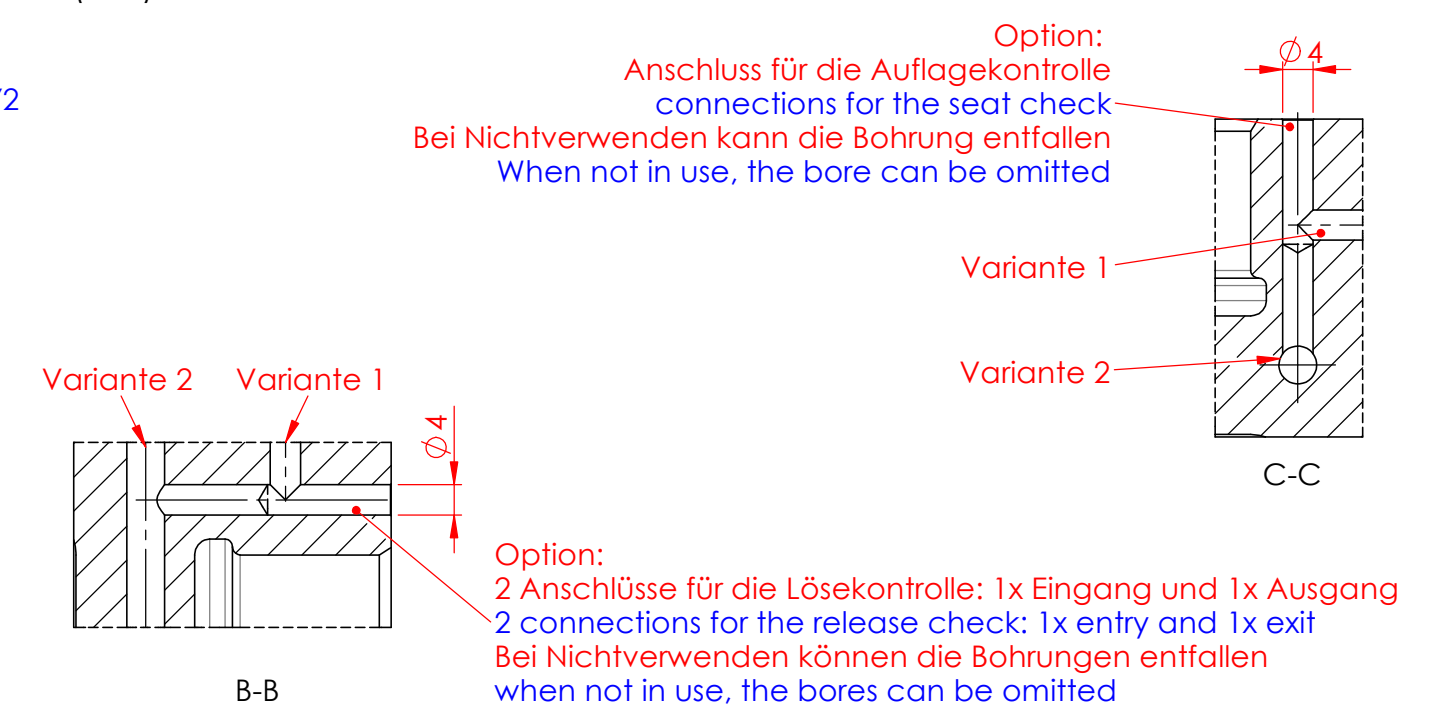 /2
Option:
Anschluss für die Auflagekontrolle
connections for the seat check
Bei Nichtverwenden kann die Bohrung entfallen
When not in use, the bore can be omitted
∅4
Variante 1
Variante 2
C-C
Variante 2
Variante 1
∅4
Option:
2 Anschlüsse für die Lösekontrolle: 1x Eingang und 1x Ausgang
2 connections for the release check: 1x entry and 1x exit
Bei Nichtverwenden können die Bohrungen entfallen
when not in use, the bores can be omitted
B-B